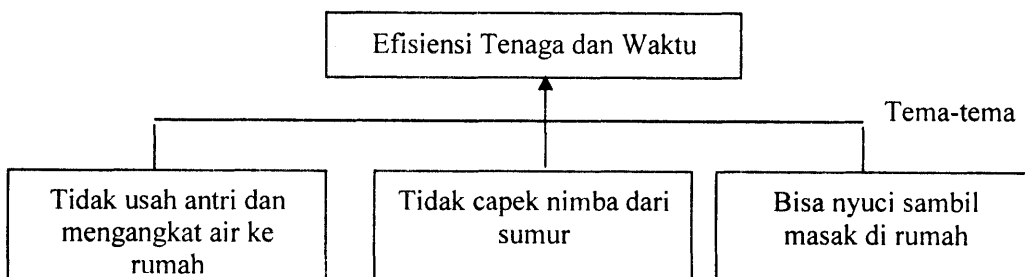 Efisiensi Tenaga dan Waktu
Tema-tema
Tidak usah antri dan
mengangkat air ke
rumah
Tidak capek nimba dari
sumur
Bisa nyuci sambil
masak di rumah